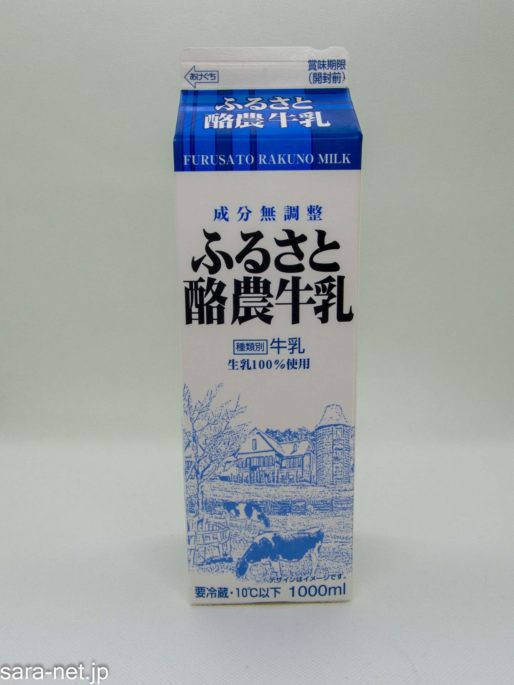 あけぐち
賞味期限
(開封前)
ふるさと
酪農牛乳
FURUSATO RAKUNO MILK
成分無調整
ふるさと
酪農牛乳
種類別 牛乳
生乳100%使用
デザインはイメージです。
要冷蔵・10℃以下 1000ml
sara-net.jp